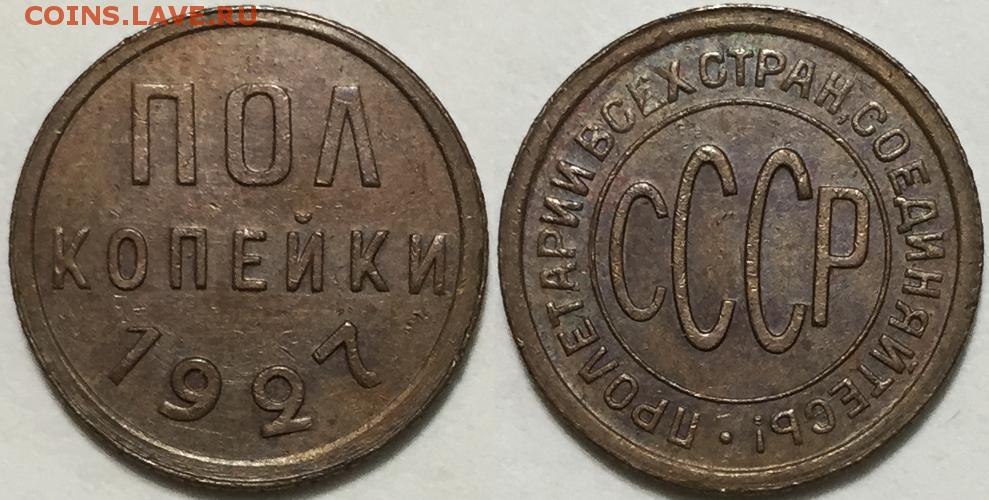 COINS.LAVE.RU
ПОЛ
КОПЕЙКИ
1927
ПРОЛЕТАРИИ ВСЕХ СТРАН, СОЕДИНЯЙТЕСЬ! •
СССР